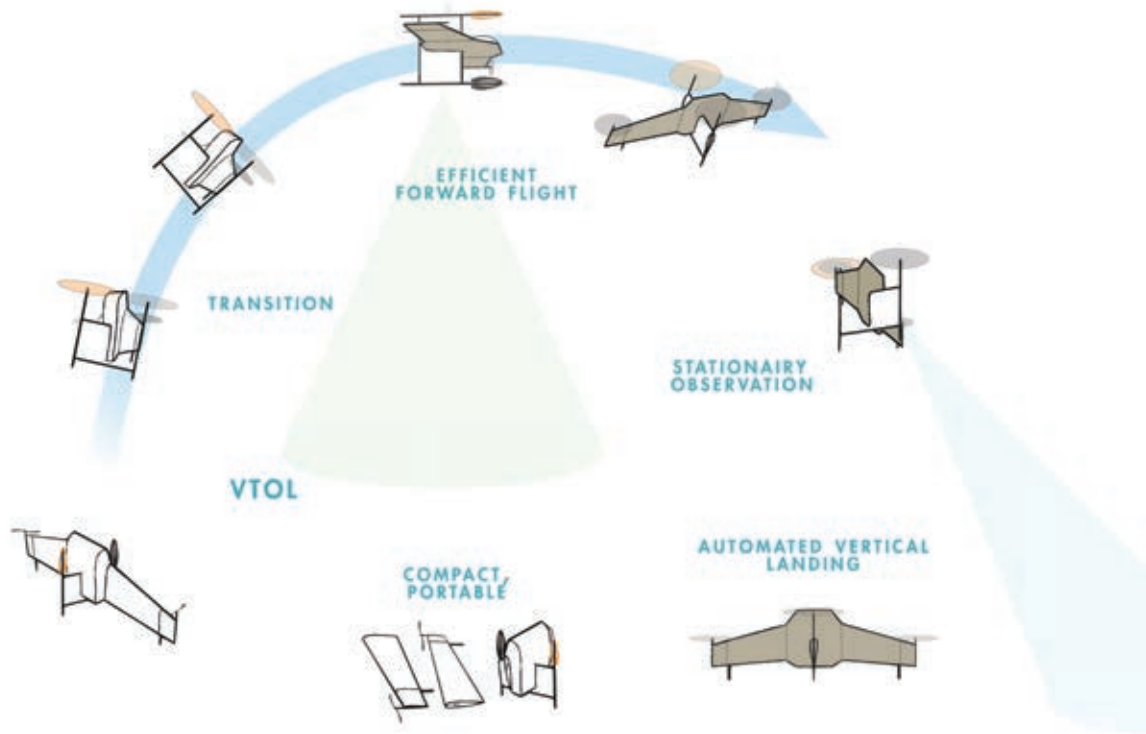 EFFICIENT
FORWARD FLIGHT
TRANSITION
STATIONAIRY
OBSERVATION
VTOL
AUTOMATED VERTICAL
LANDING
COMPACT,
PORTABLE